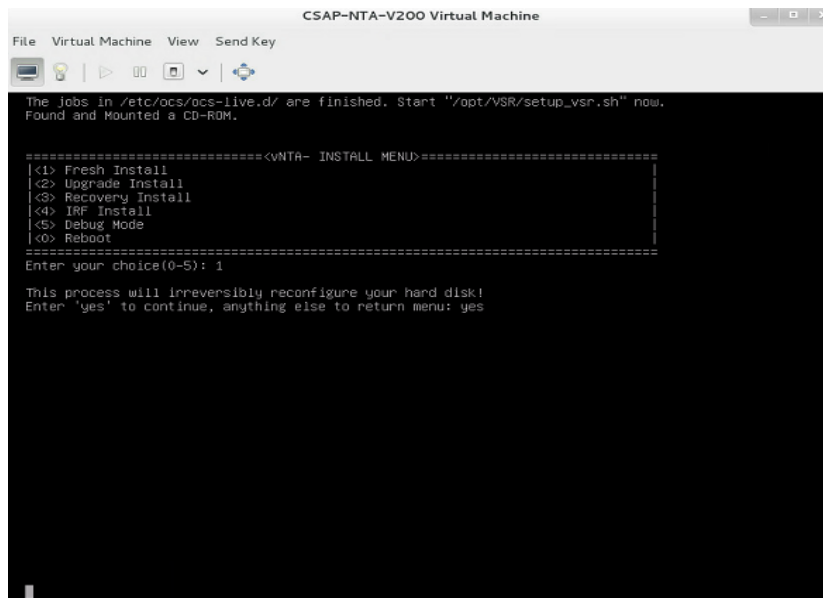 CSAP-NTA-V200 Virtual Machine
File Virtual Machine View Send Key
The jobs in /etc/ocs/ocs-live.d/ are finished. Start "/opt/VSR/setup_vsr.sh" now.
Found and Mounted a CD-ROM.
==============================<vNTA- INSTALL MENU>==============================
|<1> Fresh Install |
|<2> Upgrade Install |
|<3> Recovery Install |
|<4> IRF Install |
|<5> Debug Mode |
|<0> Reboot |
================================================================================
Enter your choice(0-5): 1
This process will irreversibly reconfigure your hard disk!
Enter 'yes' to continue, anything else to return menu: yes